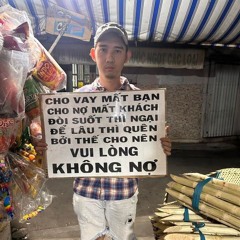 CHO VAY MẤT BẠN
CHO NỢ MẤT KHÁCH
ĐÒI SUỐT THÌ NGẠI
ĐỂ LÂU THÌ QUÊN
BỞI THẾ CHO NÊN
VUI LÒNG
KHÔNG NỢ